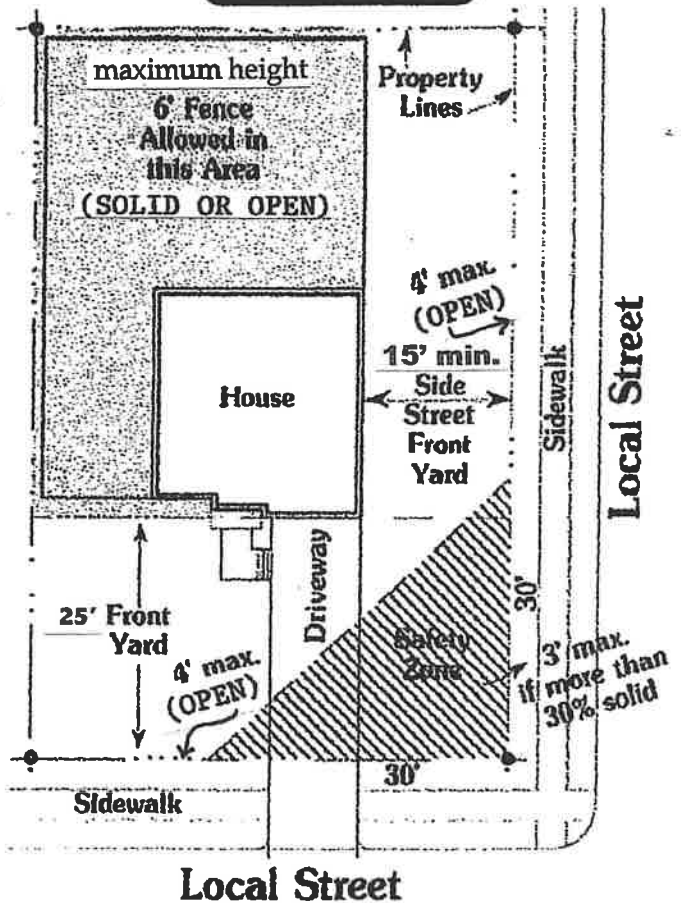 maximum height
6' Fence
Allowed in
this Area
(SOLID OR OPEN)
Property
Lines
4' max.
(OPEN)
15' min.
Side
Street
Front
Yard
House
Sidewalk
Local Street
Driveway
25' Front
Yard
4' max.
(OPEN)
Safety
Zone
30'
3' max.
if more than
30% solid
30'
Sidewalk
Local Street